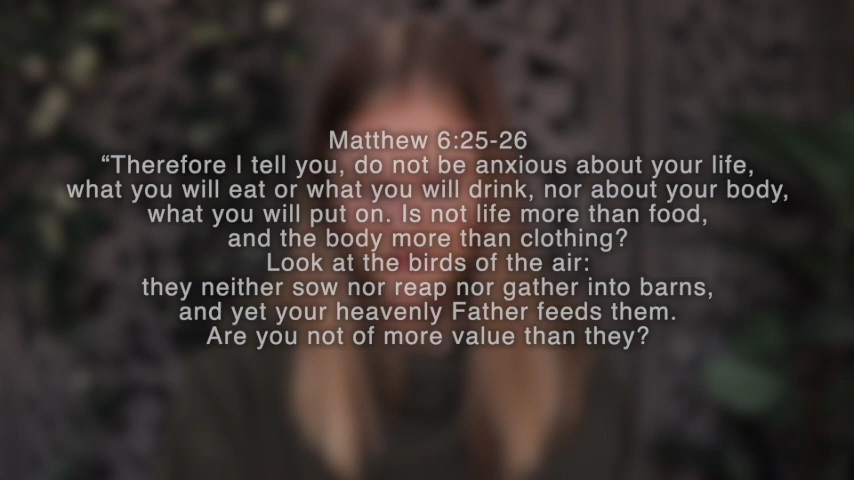 Matthew 6:25-26
“Therefore I tell you, do not be anxious about your life,
what you will eat or what you will drink, nor about your body,
what you will put on. Is not life more than food,
and the body more than clothing?
Look at the birds of the air:
they neither sow nor reap nor gather into barns,
and yet your heavenly Father feeds them.
Are you not of more value than they?